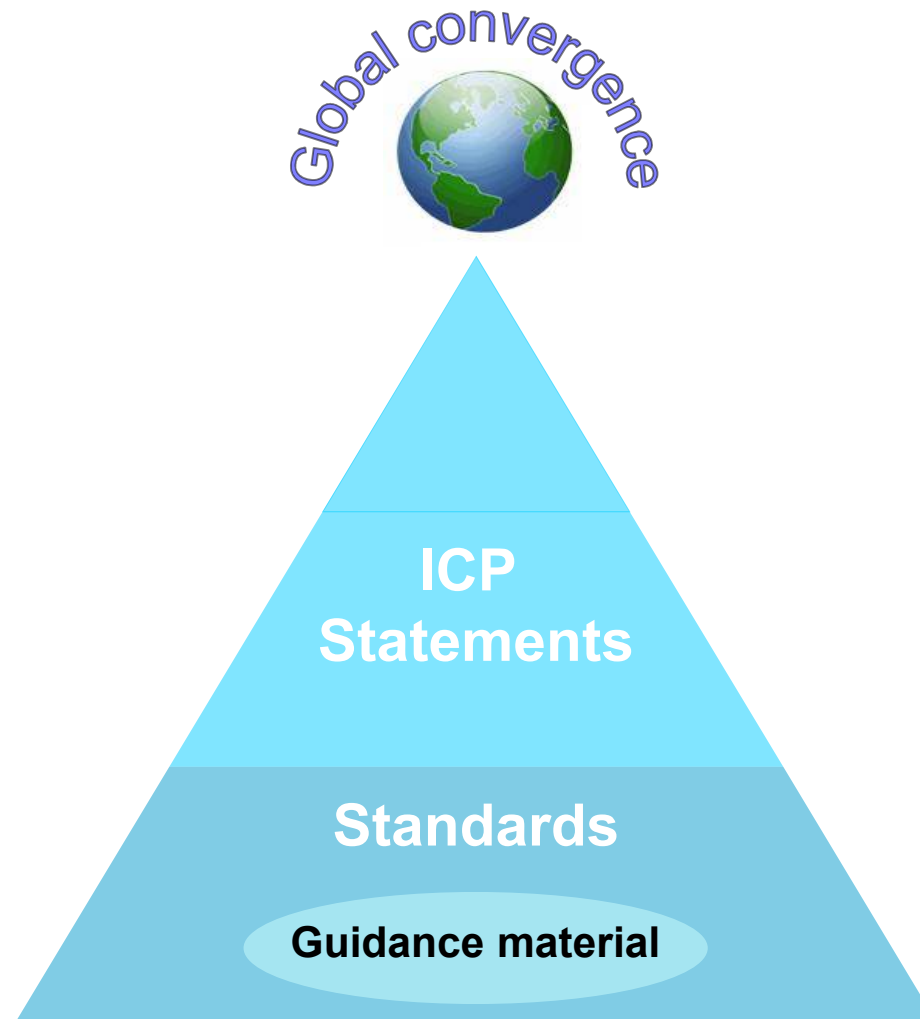 Global convergence
ICP
Statements
Standards
Guidance material